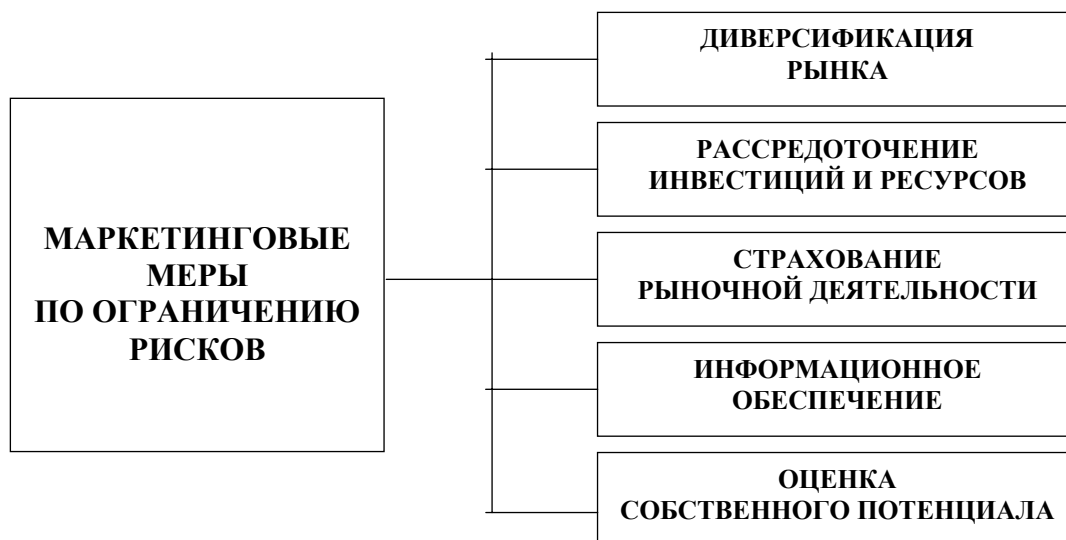 МАРКЕТИНГОВЫЕ
МЕРЫ
ПО ОГРАНИЧЕНИЮ
РИСКОВ
ДИВЕРСИФИКАЦИЯ
РЫНКА
РАССРЕДОТОЧЕНИЕ
ИНВЕСТИЦИЙ И РЕСУРСОВ
СТРАХОВАНИЕ
РЫНОЧНОЙ ДЕЯТЕЛЬНОСТИ
ИНФОРМАЦИОННОЕ
ОБЕСПЕЧЕНИЕ
ОЦЕНКА
СОБСТВЕННОГО ПОТЕНЦИАЛА